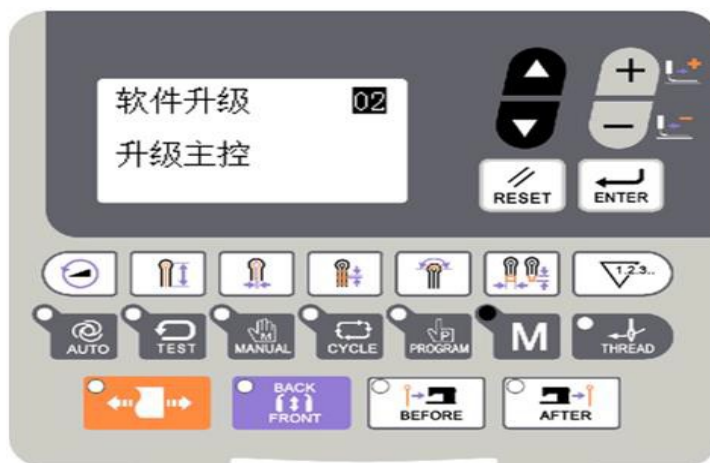 软件升级 02
升级主控
RESET
ENTER
1.2.3..
AUTO
TEST
M
MANUAL
CYCLE
P
PROGRAM
M
THREAD
BACK
FRONT
BEFORE
AFTER